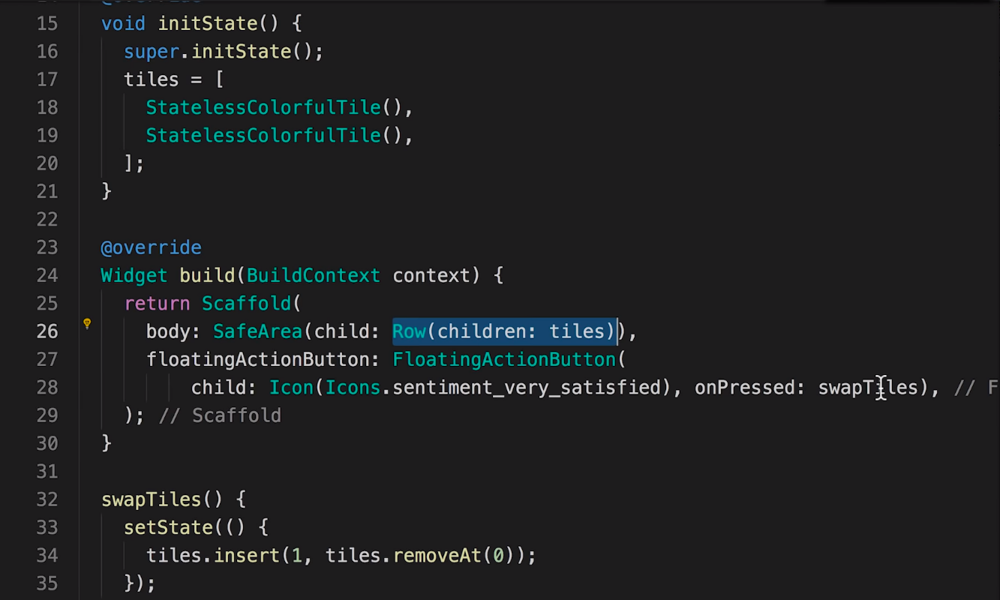 15 void initState() {
16 super.initState();
17 tiles = [
18 StatelessColorfulTile(),
19 StatelessColorfulTile(),
20 ];
21 }
22
23 @override
24 Widget build(BuildContext context) {
25 return Scaffold(
26 body: SafeArea(child: Row(children: tiles)),
27 floatingActionButton: FloatingActionButton(
28 child: Icon(Icons.sentiment_very_satisfied), onPressed: swapTiles), // F
29 ); // Scaffold
30 }
31
32 swapTiles() {
33 setState(() {
34 tiles.insert(1, tiles.removeAt(0));
35 });